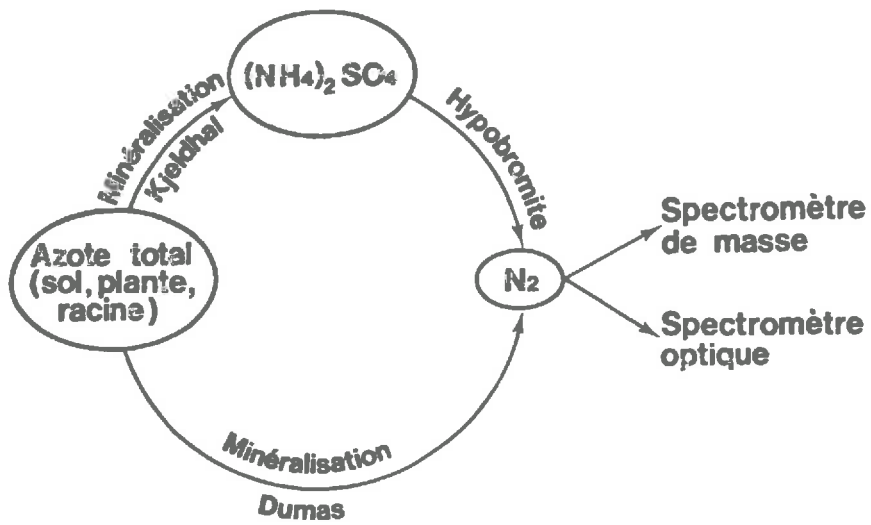 (NH4)2 SO4
Minéralisation
Kjeldhal
Hypobromite
Azote total
(sol, plante,
racine)
N2
Spectromètre
de masse
Spectromètre
optique
Minéralisation
Dumas